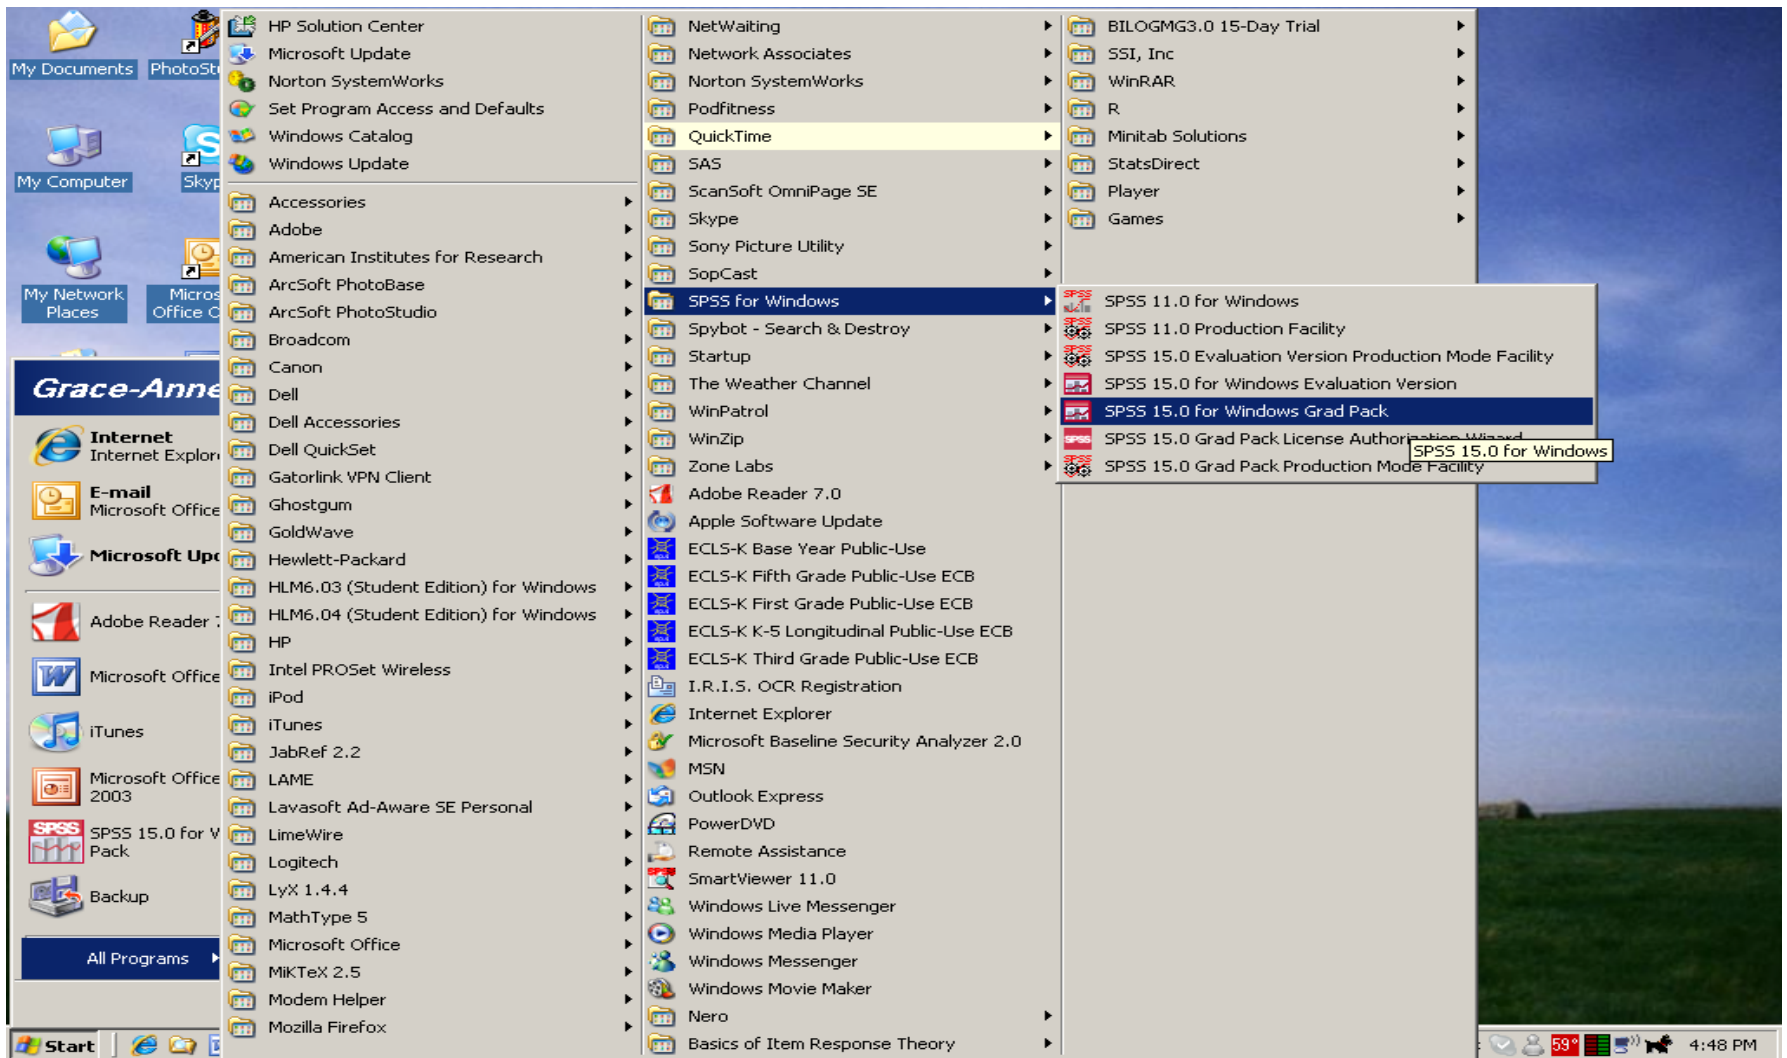 My Documents
PhotoSt
My Computer
Skyp
My Network
Places
Micros
Office O
Grace-Anne
Internet
Internet Explor
E-mail
Microsoft Office
Microsoft Upd
Adobe Reader 7
Microsoft Office
iTunes
Microsoft Office
2003
SPSS 15.0 for W
Pack
Backup
All Programs
Start
HP Solution Center
Microsoft Update
Norton SystemWorks
Set Program Access and Defaults
Windows Catalog
Windows Update
Accessories
Adobe
American Institutes for Research
ArcSoft PhotoBase
ArcSoft PhotoStudio
Broadcom
Canon
Dell
Dell Accessories
Dell QuickSet
Gatorlink VPN Client
Ghostgum
GoldWave
Hewlett-Packard
HLM6.03 (Student Edition) for Windows
HLM6.04 (Student Edition) for Windows
HP
Intel PROSet Wireless
iPod
iTunes
JabRef 2.2
LAME
Lavasoft Ad-Aware SE Personal
LimeWire
Logitech
LyX 1.4.4
MathType 5
Microsoft Office
MiKTeX 2.5
Modem Helper
Mozilla Firefox
NetWaiting
Network Associates
Norton SystemWorks
Podfitness
QuickTime
SAS
ScanSoft OmniPage SE
Skype
Sony Picture Utility
SopCast
SPSS for Windows
Spybot - Search & Destroy
Startup
The Weather Channel
WinPatrol
WinZip
Zone Labs
Adobe Reader 7.0
Apple Software Update
ECLS-K Base Year Public-Use
ECLS-K Fifth Grade Public-Use ECB
ECLS-K First Grade Public-Use ECB
ECLS-K K-5 Longitudinal Public-Use ECB
ECLS-K Third Grade Public-Use ECB
I.R.I.S. OCR Registration
Internet Explorer
Microsoft Baseline Security Analyzer 2.0
MSN
Outlook Express
PowerDVD
Remote Assistance
SmartViewer 11.0
Windows Live Messenger
Windows Media Player
Windows Messenger
Windows Movie Maker
Nero
Basics of Item Response Theory
BILOGMG3.0 15-Day Trial
SSI, Inc
WinRAR
R
Minitab Solutions
StatsDirect
Player
Games
SPSS 11.0 for Windows
SPSS 11.0 Production Facility
SPSS 15.0 Evaluation Version Production Mode Facility
SPSS 15.0 for Windows Evaluation Version
SPSS 15.0 for Windows Grad Pack
SPSS 15.0 Grad Pack License Authorization Wizard
SPSS 15.0 for Windows
SPSS 15.0 Grad Pack Production Mode Facility
59°
4:48 PM